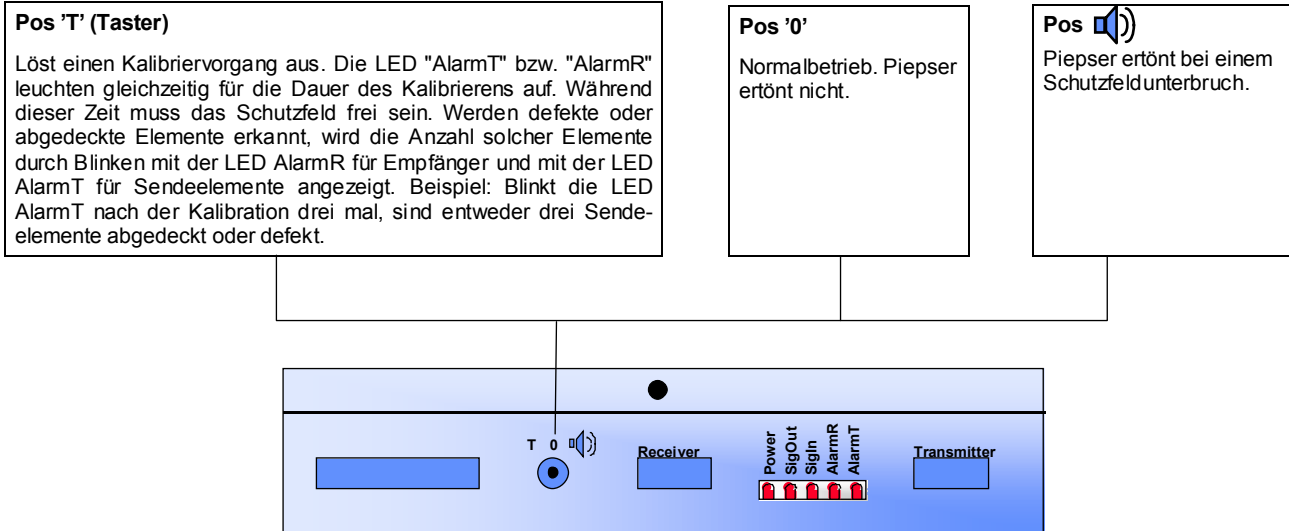 Pos ’T’ (Taster)
Löst einen Kalibriervorgang aus. Die LED "AlarmT" bzw. "AlarmR"
leuchten gleichzeitig für die Dauer des Kalibrierens auf. Während
dieser Zeit muss das Schutzfeld frei sein. Werden defekte oder
abgedeckte Elemente erkannt, wird die Anzahl solcher Elemente
durch Blinken mit der LED AlarmR für Empfänger und mit der LED
AlarmT für Sendeelemente angezeigt. Beispiel: Blinkt die LED
AlarmT nach der Kalibration drei mal, sind entweder drei Sende-
elemente abgedeckt oder defekt.
Pos ’0’
Normalbetrieb. Piepser
ertönt nicht.
Pos
Piepser ertönt bei einem
Schutzfeldunterbruch.
T 0
Receiver
Power
SigOut
SigIn
AlarmR
AlarmT
Transmitter